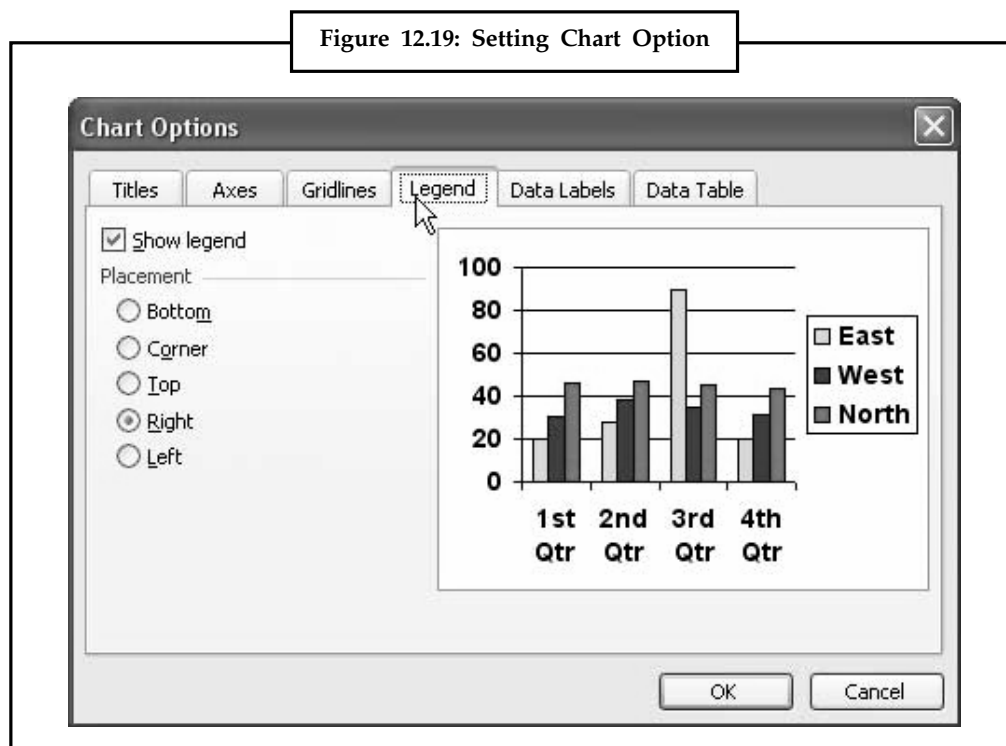 Figure 12.19: Setting Chart Option
Chart Options
Titles Axes Gridlines Legend Data Labels Data Table
Show legend
Placement
Bottom
Corner
Top
Right
Left
100
80
60
40
20
0
1st Qtr
2nd Qtr
3rd Qtr
4th Qtr
East
West
North
OK Cancel